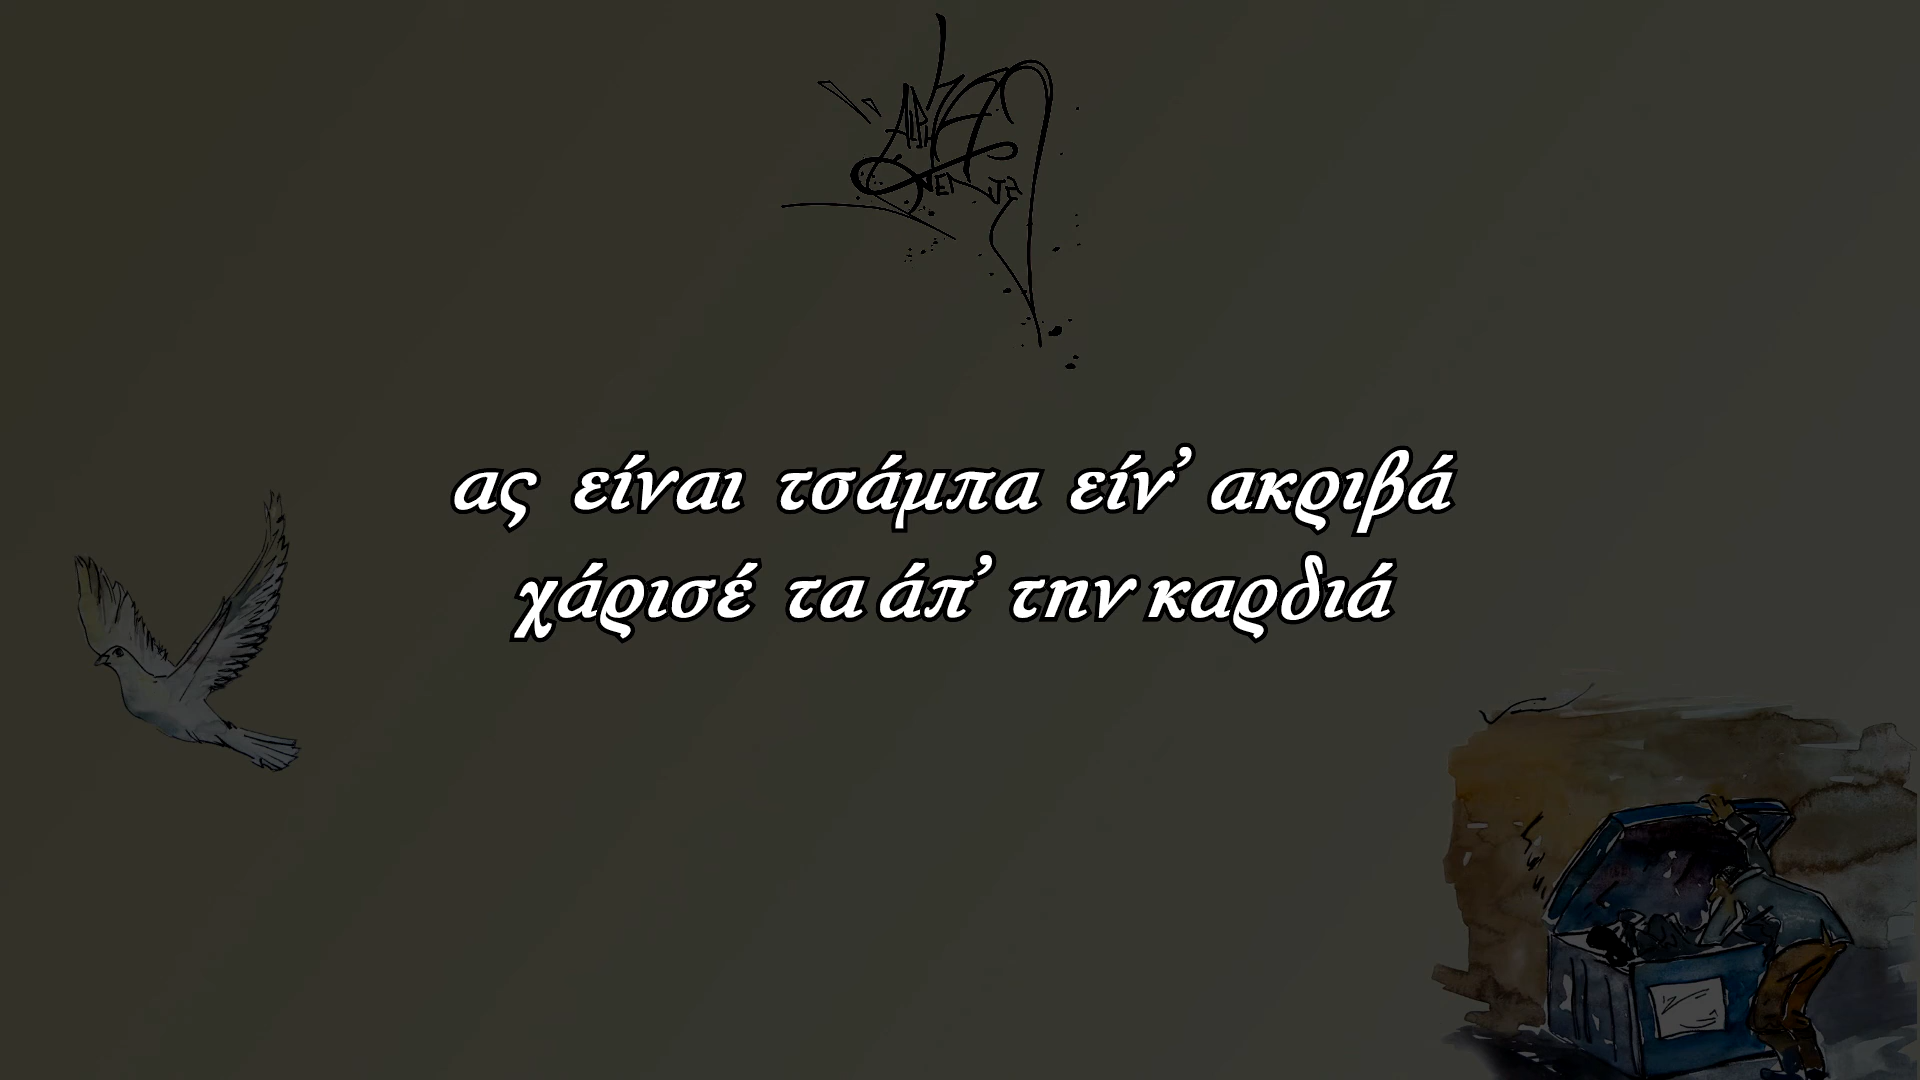 ας είναι τσάμπα είν’ ακριβά
χάρισέ τα άπ’ την καρδιά